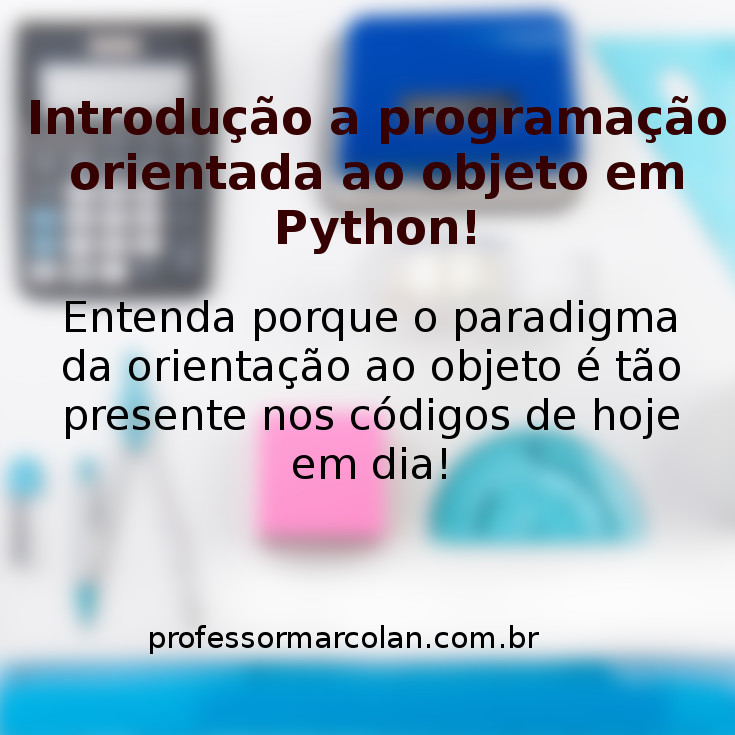 Introdução a programação
orientada ao objeto em
Python!
Entenda porque o paradigma
da orientação ao objeto é tão
presente nos códigos de hoje
em dia!
professormarcolan.com.br